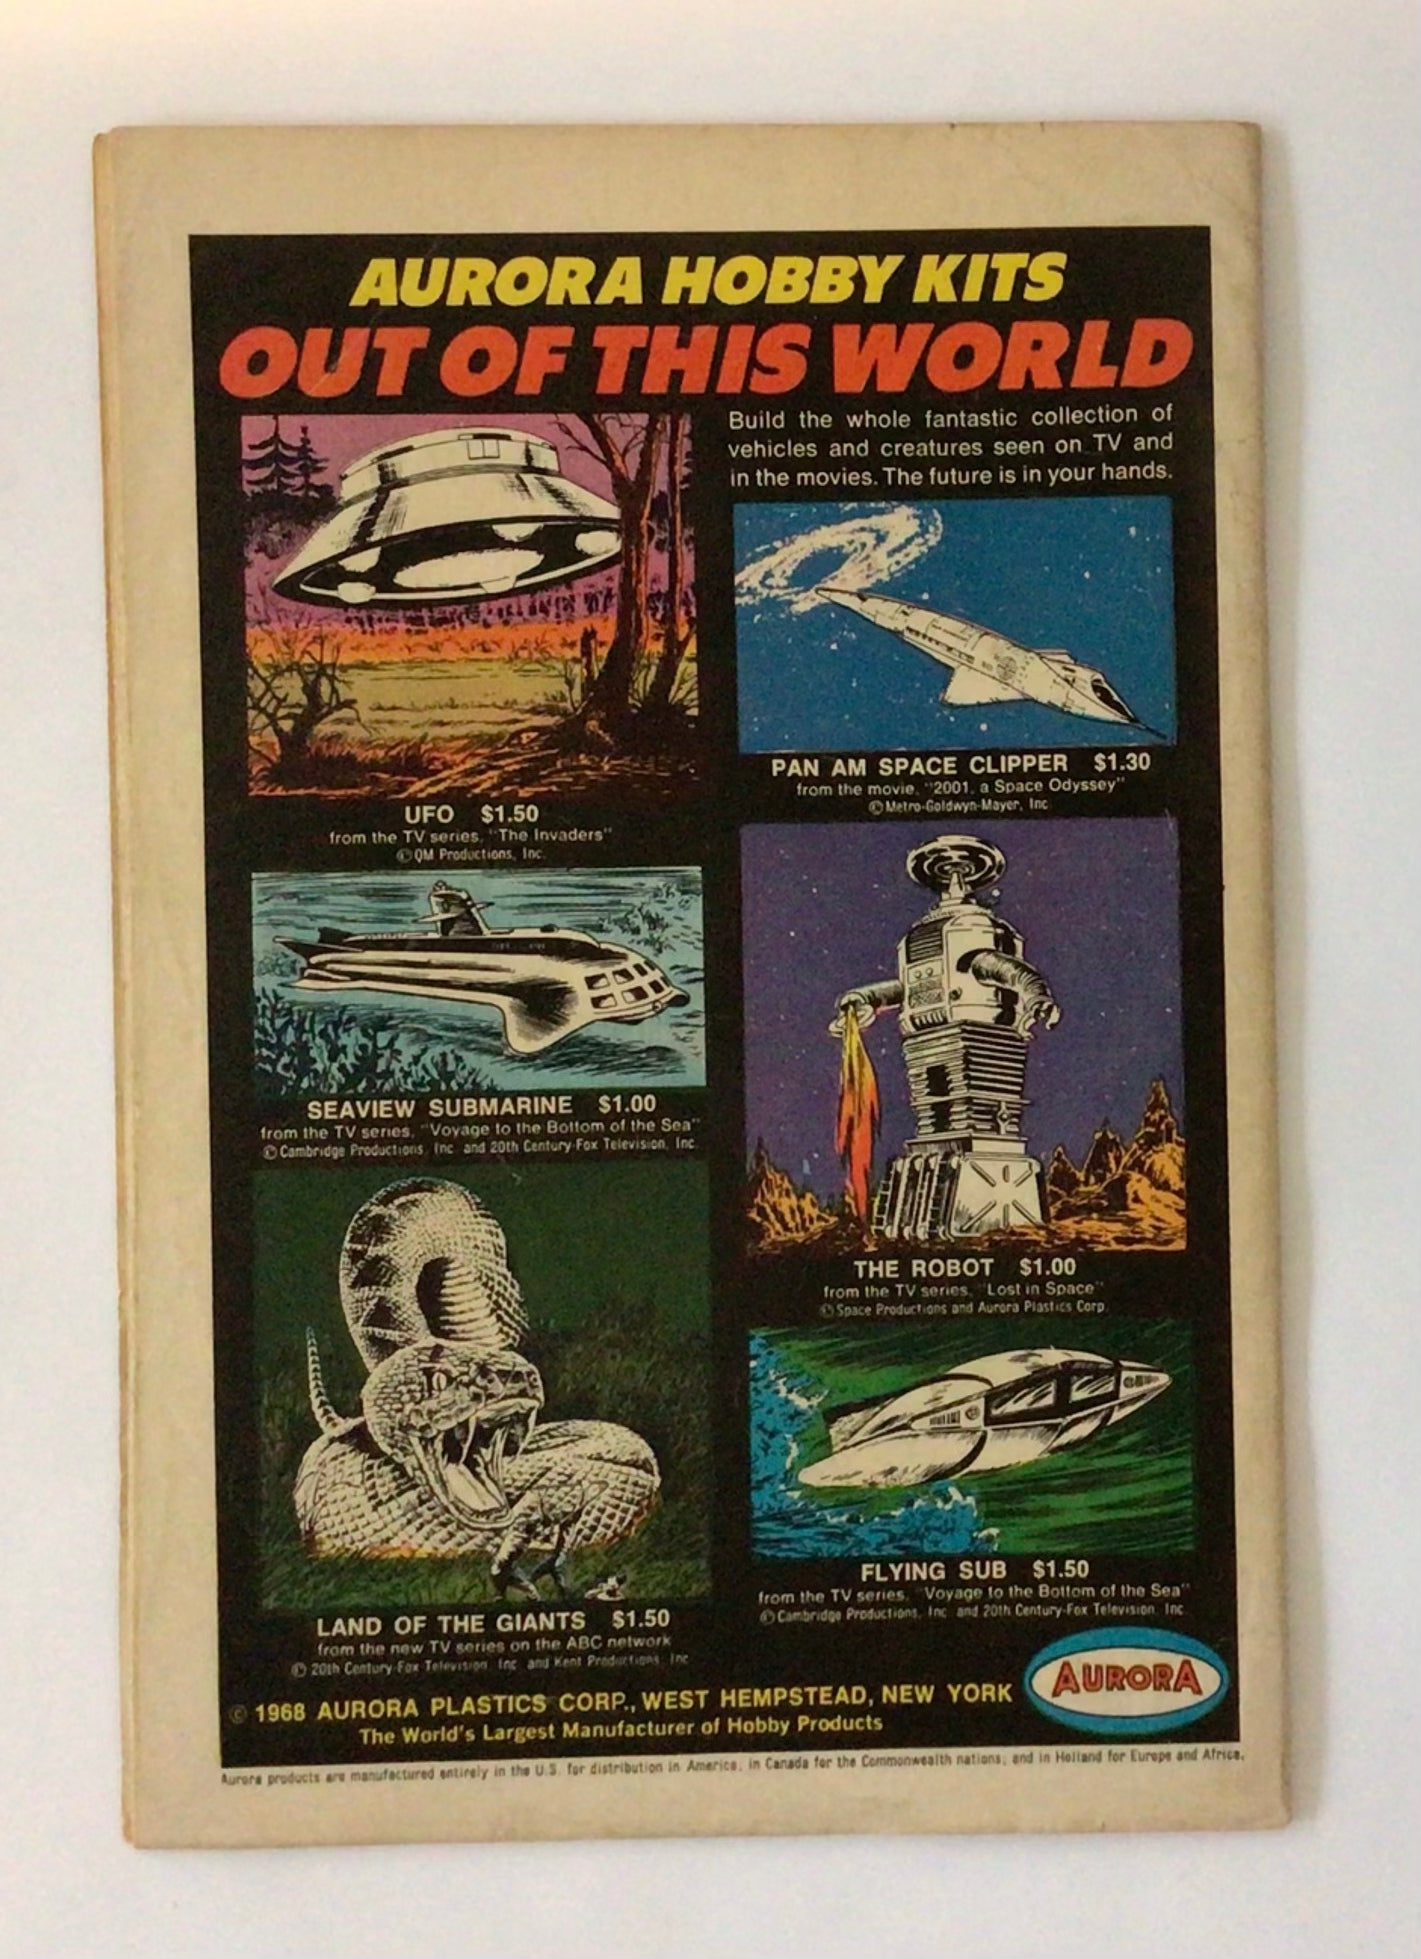 AURORA HOBBY KITS
OUT OF THIS WORLD
Build the whole fantastic collection of
vehicles and creatures seen on TV and
in the movies. The future is in your hands.
UFO $1.50
from the TV series, "The Invaders"
© QM Productions, Inc.
PAN AM SPACE CLIPPER $1.30
from the movie, "2001, a Space Odyssey"
© Metro-Goldwyn-Mayer, Inc
SEAVIEW SUBMARINE $1.00
from the TV series, "Voyage to the Bottom of the Sea"
© Cambridge Productions, Inc and 20th Century-Fox Television, Inc.
THE ROBOT $1.00
from the TV series, "Lost in Space"
© Space Productions and Aurora Plastics Corp.
LAND OF THE GIANTS $1.50
from the new TV series on the ABC network
© 20th Century-Fox Television Inc and Kent Productions, Inc
FLYING SUB $1.50
from the TV series, "Voyage to the Bottom of the Sea"
© Cambridge Productions, Inc and 20th Century-Fox Television Inc.
© 1968 AURORA PLASTICS CORP., WEST HEMPSTEAD, NEW YORK
The World's Largest Manufacturer of Hobby Products
AURORA
Aurora products are manufactured entirely in the U.S. for distribution in America; in Canada for the Commonwealth nations; and in Holland for Europe and Africa.